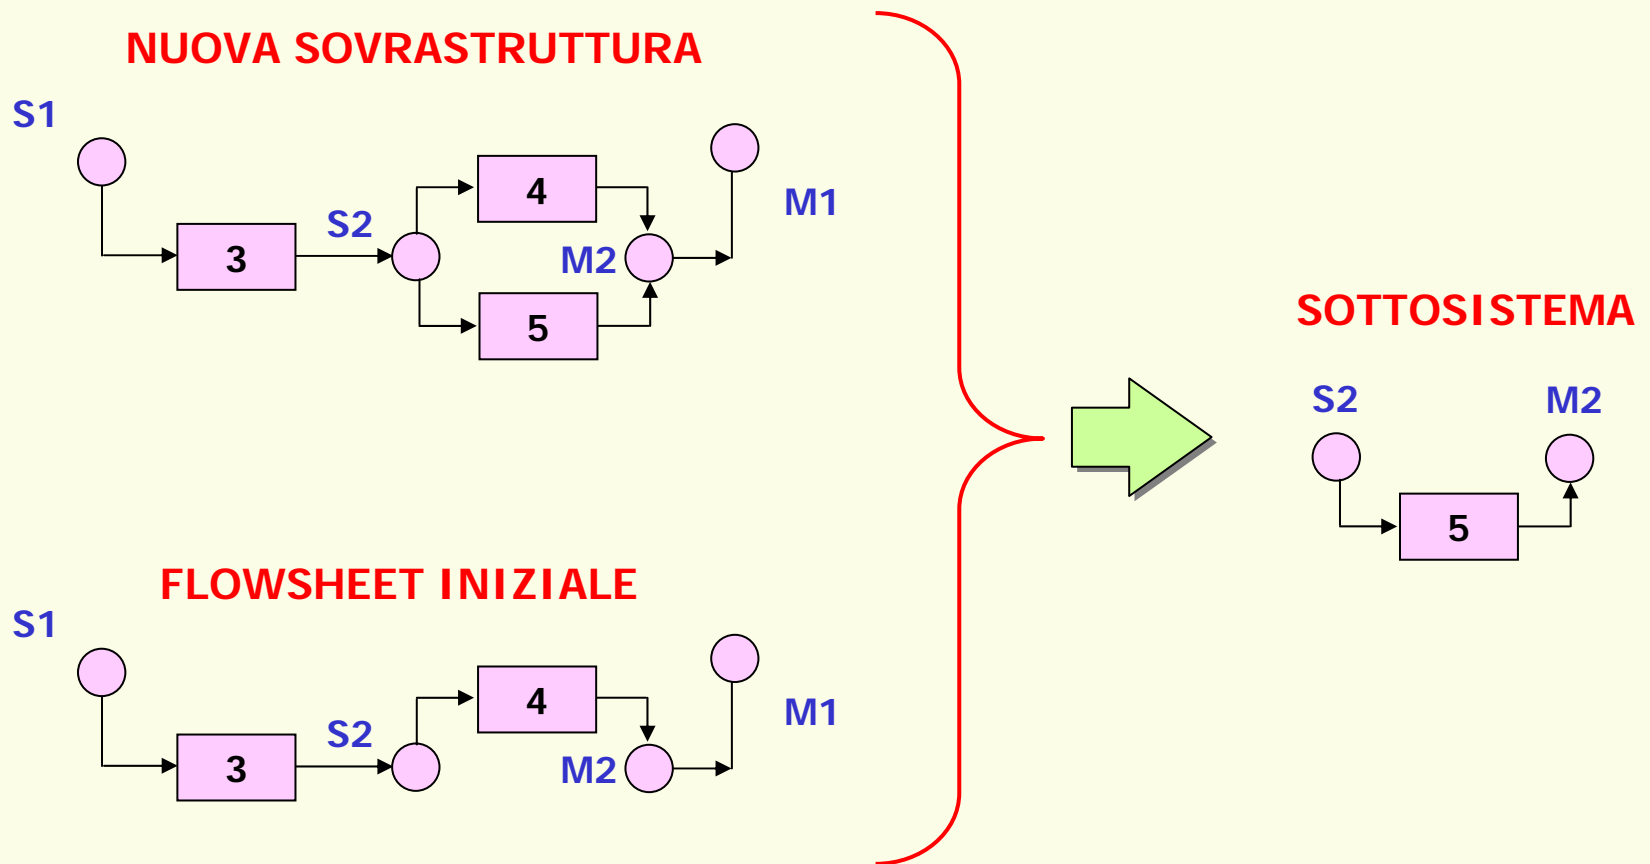 NUOVA SOVRASTRUTTURA
S1
4
M1
S2
3
M2
5
FLOWSHEET INIZIALE
S1
4
M1
S2
3
M2
SOTTOSISTEMA
S2
M2
5